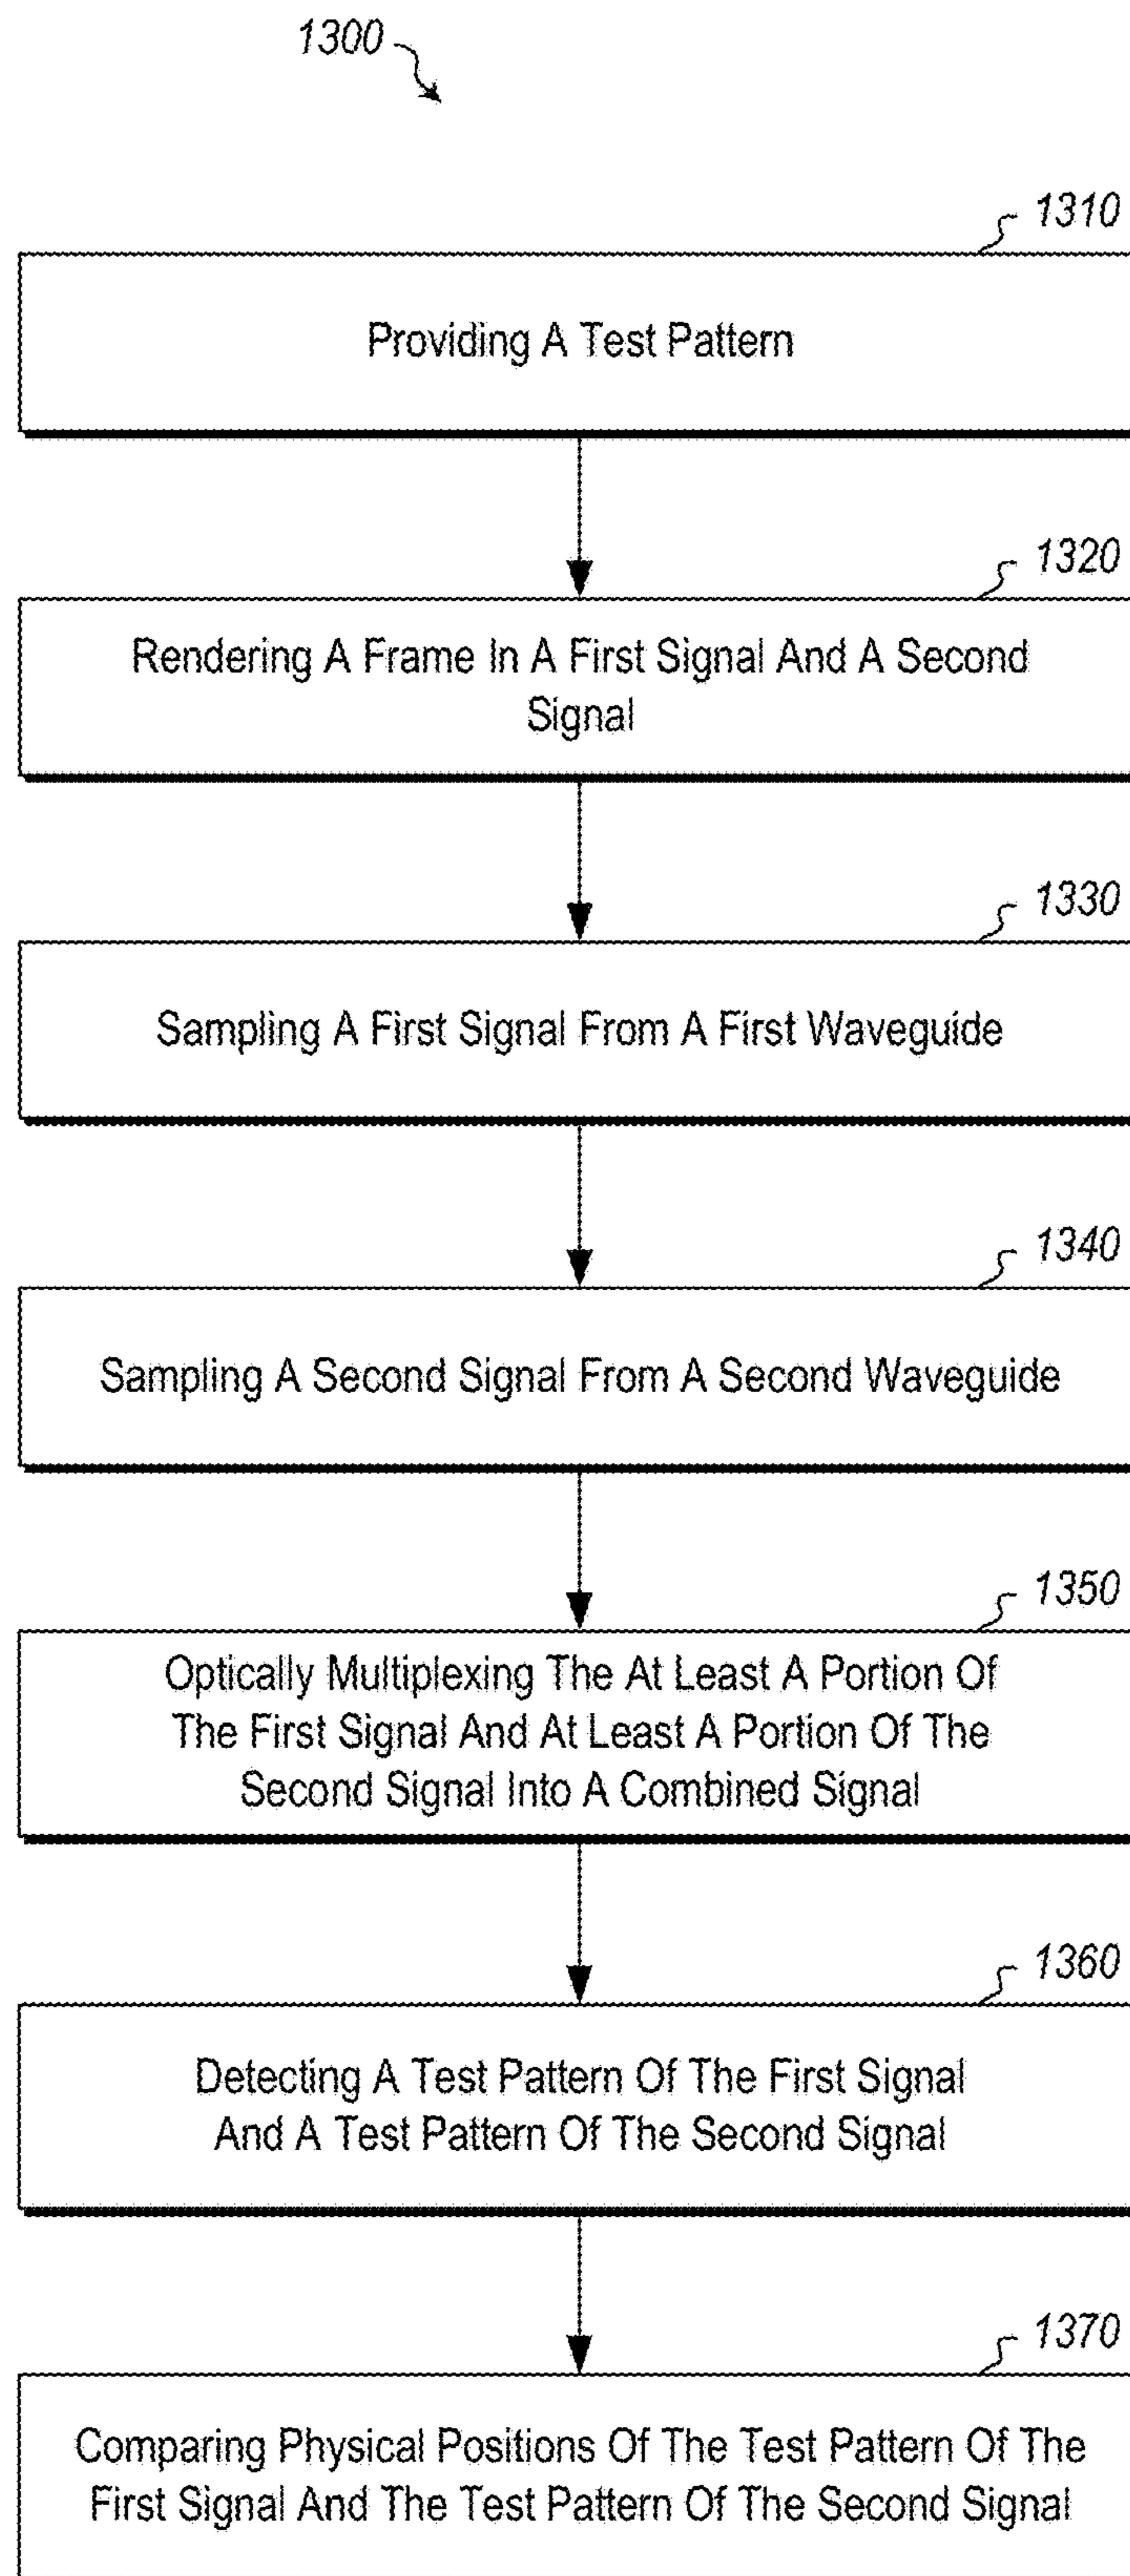 1300
1310
Providing A Test Pattern
1320
Rendering A Frame In A First Signal And A Second
Signal
1330
Sampling A First Signal From A First Waveguide
1340
Sampling A Second Signal From A Second Waveguide
1350
Optically Multiplexing The At Least A Portion Of
The First Signal And At Least A Portion Of The
Second Signal Into A Combined Signal
1360
Detecting A Test Pattern Of The First Signal
And A Test Pattern Of The Second Signal
1370
Comparing Physical Positions Of The Test Pattern Of The
First Signal And The Test Pattern Of The Second Signal